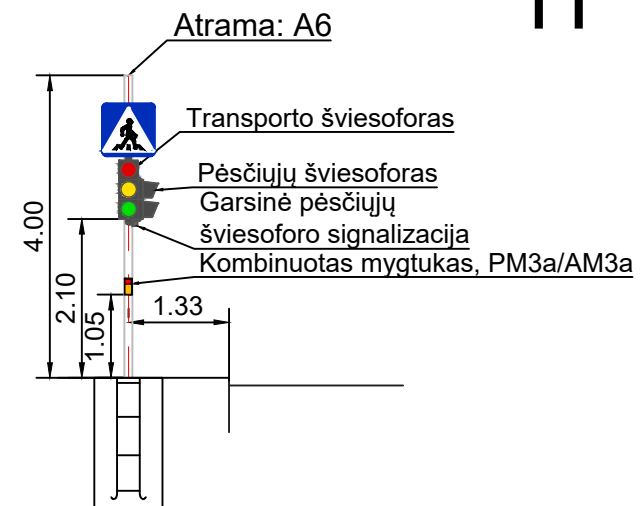 Atrama: A6
Transporto šviesoforas
Pėsčiųjų šviesoforas
Garsinė pėsčiųjų
šviesoforo signalizacija
Kombinuotas mygtukas, PM3a/AM3a
4.00
2.10
1.05
1.33